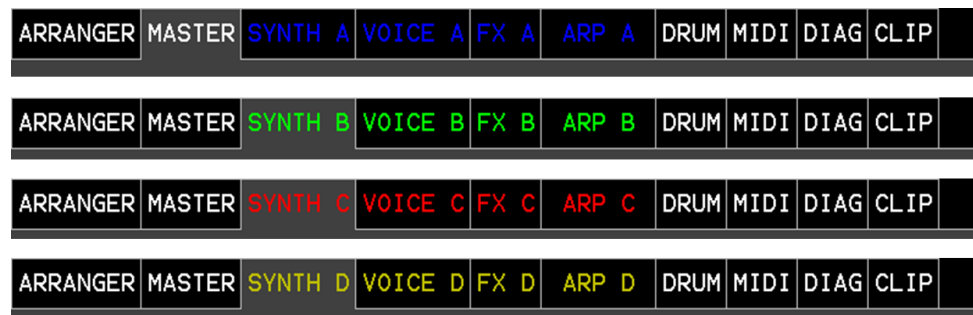 ARRANGER MASTER SYNTH A VOICE A FX A ARP A DRUM MIDI DIAG CLIP
ARRANGER MASTER SYNTH B VOICE B FX B ARP B DRUM MIDI DIAG CLIP
ARRANGER MASTER SYNTH C VOICE C FX C ARP C DRUM MIDI DIAG CLIP
ARRANGER MASTER SYNTH D VOICE D FX D ARP D DRUM MIDI DIAG CLIP